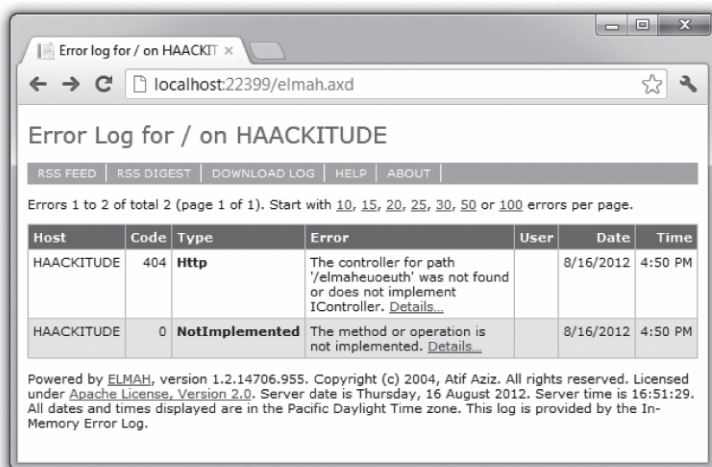 Error log for / on HAACKIT
localhost:22399/elmah.axd
Error Log for / on HAACKITUDE
RSS FEED RSS DIGEST DOWNLOAD LOG HELP ABOUT
Errors 1 to 2 of total 2 (page 1 of 1). Start with 10, 15, 20, 25, 30, 50 or 100 errors per page.
Host Code Type Error User Date Time
HAACKITUDE 404 Http The controller for path 8/16/2012 4:50 PM
'/elmaheuoeuth' was not found
or does not implement
IController. Details...
HAACKITUDE 0 NotImplemented The method or operation is 8/16/2012 4:50 PM
not implemented. Details...
Powered by ELMAH, version 1.2.14706.955. Copyright (c) 2004, Atif Aziz. All rights reserved. Licensed
under Apache License, Version 2.0. Server date is Thursday, 16 August 2012. Server time is 16:51:29.
All dates and times displayed are in the Pacific Daylight Time zone. This log is provided by the In-
Memory Error Log.